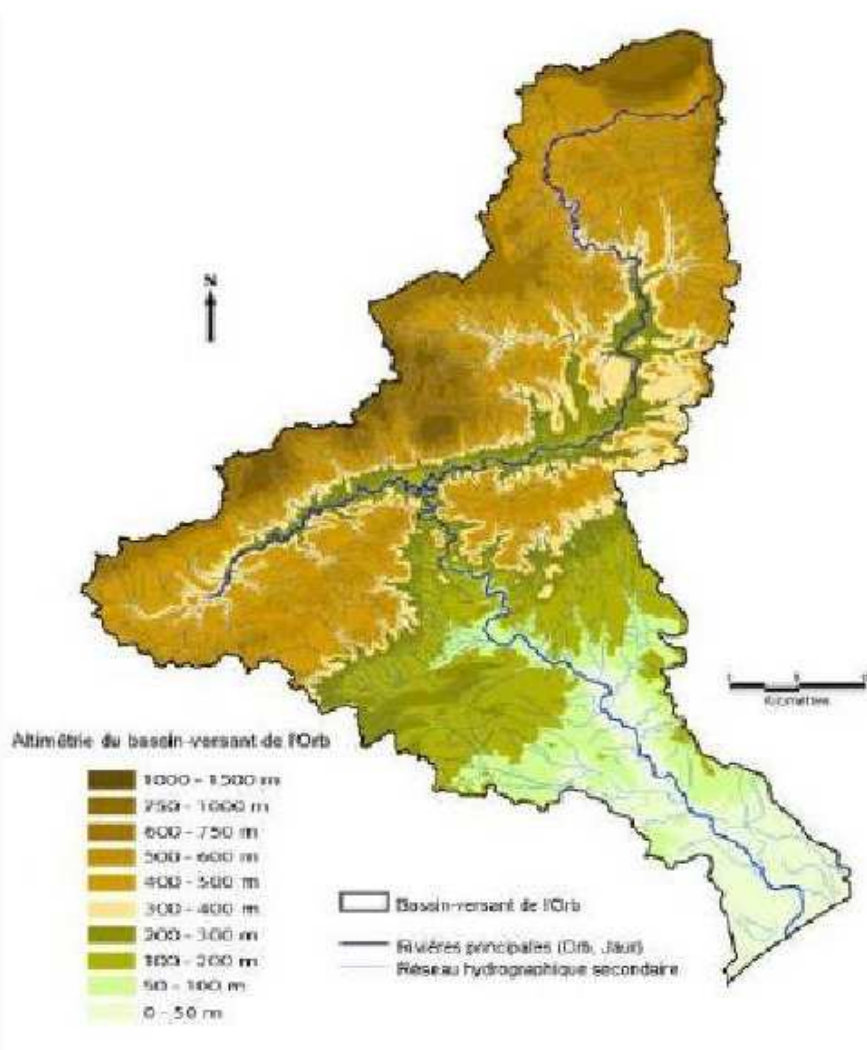 N
Kilomètres
Altimétrie du bassin-versant de l'Orb
1000 - 1500 m
750 - 1000 m
600 - 750 m
500 - 600 m
400 - 500 m
300 - 400 m
200 - 300 m
100 - 200 m
50 - 100 m
0 - 50 m
Bassin-versant de l'Orb
Rivières principales (Orb, Jaur)
Réseau hydrographique secondaire